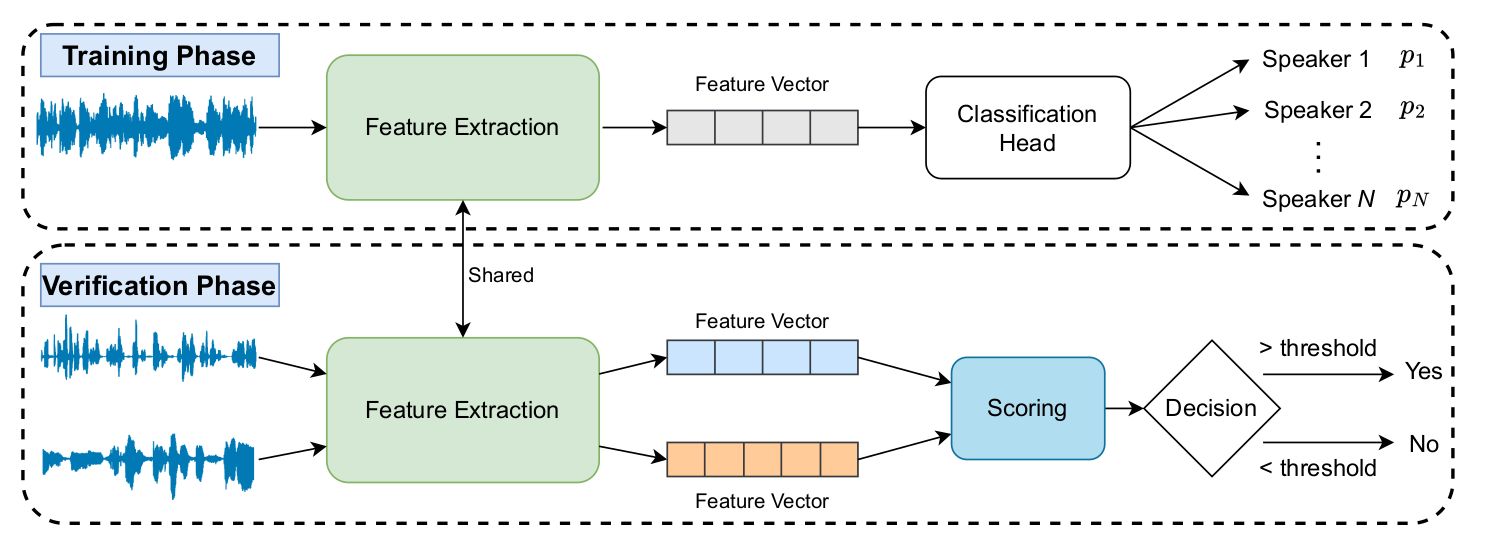 Training Phase
Feature Extraction
Feature Vector
Classification
Head
Speaker 1 p1
Speaker 2 p2
⋮
Speaker N pN
Shared
Verification Phase
Feature Extraction
Feature Vector
Feature Vector
Scoring
Decision
> threshold
Yes
No
< threshold